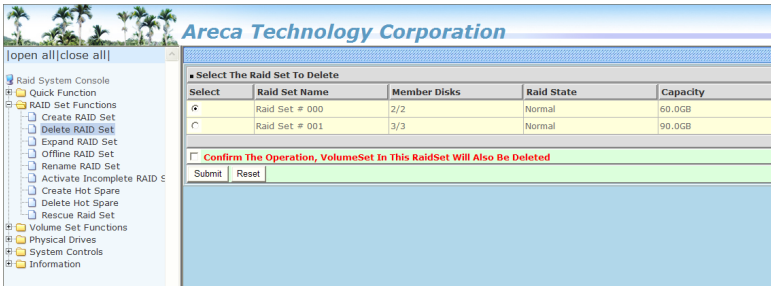 Areca Technology Corporation
|open all|close all|
Raid System Console
Quick Function
RAID Set Functions
Create RAID Set
Delete RAID Set
Expand RAID Set
Offline RAID Set
Rename RAID Set
Activate Incomplete RAID S
Create Hot Spare
Delete Hot Spare
Rescue Raid Set
Volume Set Functions
Physical Drives
System Controls
Information
Select The Raid Set To Delete
Select Raid Set Name Member Disks Raid State Capacity
Raid Set # 000 2/2 Normal 60.0GB
Raid Set # 001 3/3 Normal 90.0GB
Confirm The Operation, VolumeSet In This RaidSet Will Also Be Deleted
Submit Reset